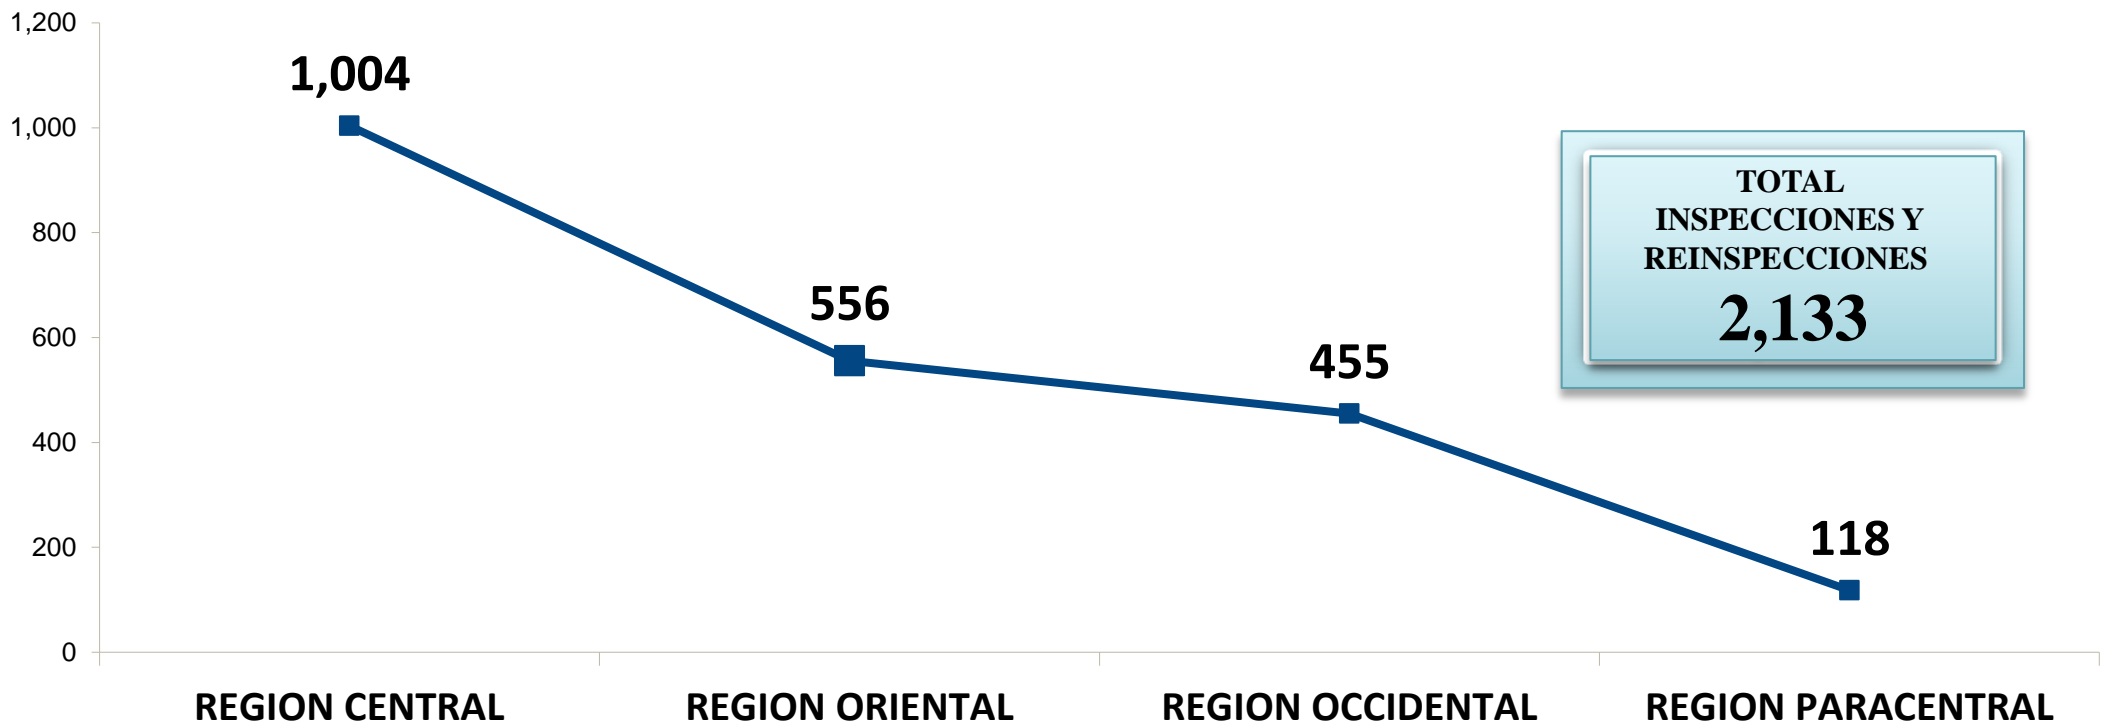 1,200
1,000
800
600
400
200
0
1,004
556
455
118
TOTAL
INSPECCIONES Y
REINSPECCIONES
2,133
REGION CENTRAL
REGION ORIENTAL
REGION OCCIDENTAL
REGION PARACENTRAL